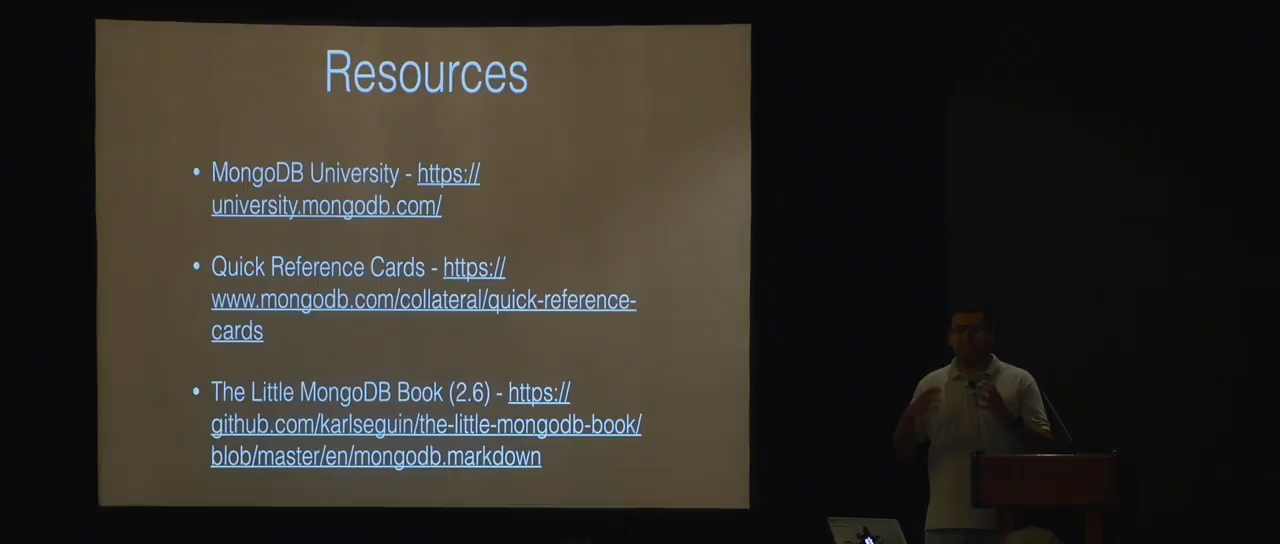 Resources
• MongoDB University - https://
university.mongodb.com/
• Quick Reference Cards - https://
www.mongodb.com/collateral/quick-reference-
cards
• The Little MongoDB Book (2.6) - https://
github.com/karlseguin/the-little-mongodb-book/
blob/master/en/mongodb.markdown